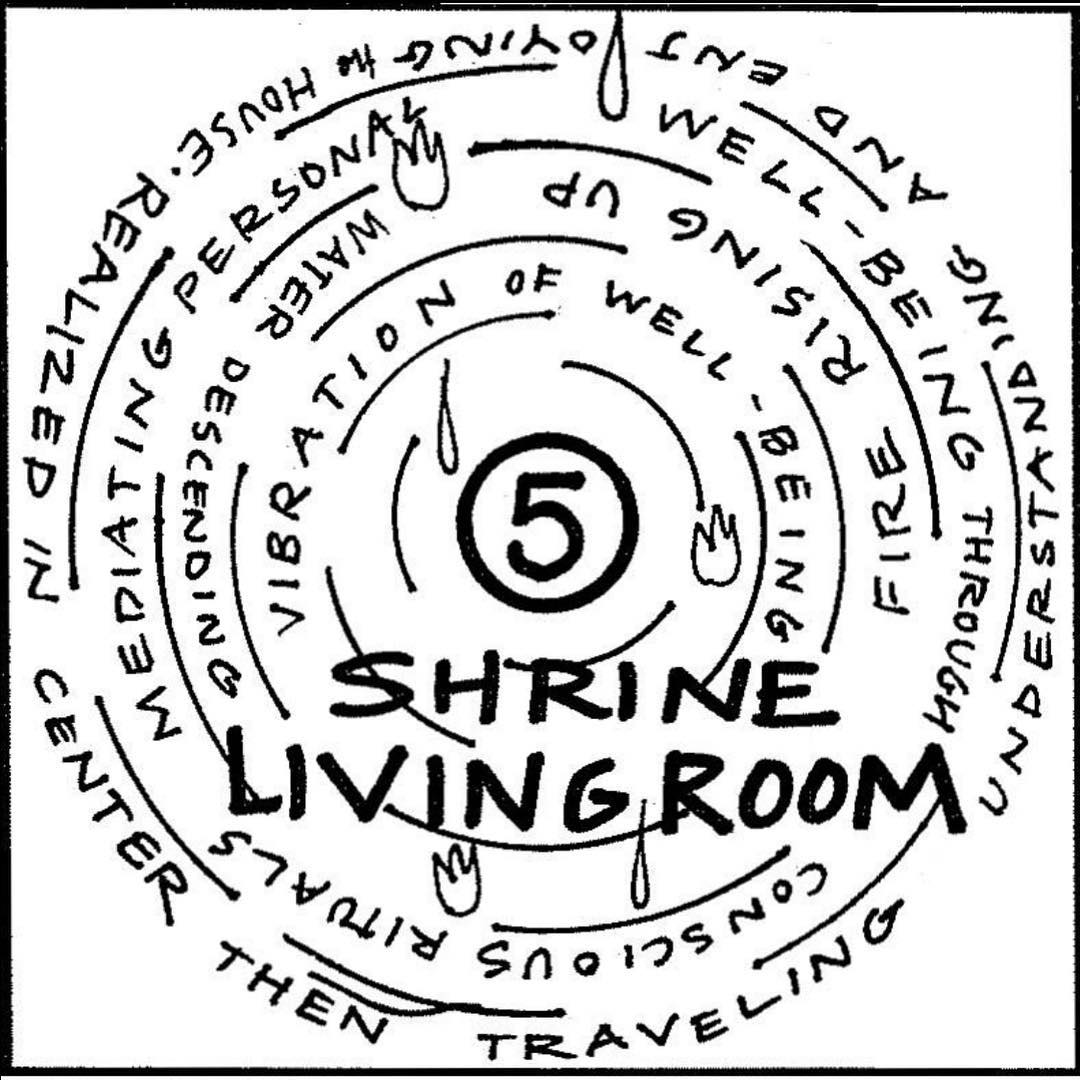 5
SHRINE
LIVINGROOM
VIBRATION OF WELL-BEING
WATER DESCENDING
FIRE RISING UP
MEDIATING PERSONAL WELL-BEING THROUGH CONSCIOUS RITUALS
REALIZED IN CENTER THEN TRAVELING UNDERSTANDING AND ENJOYING the HOUSE.